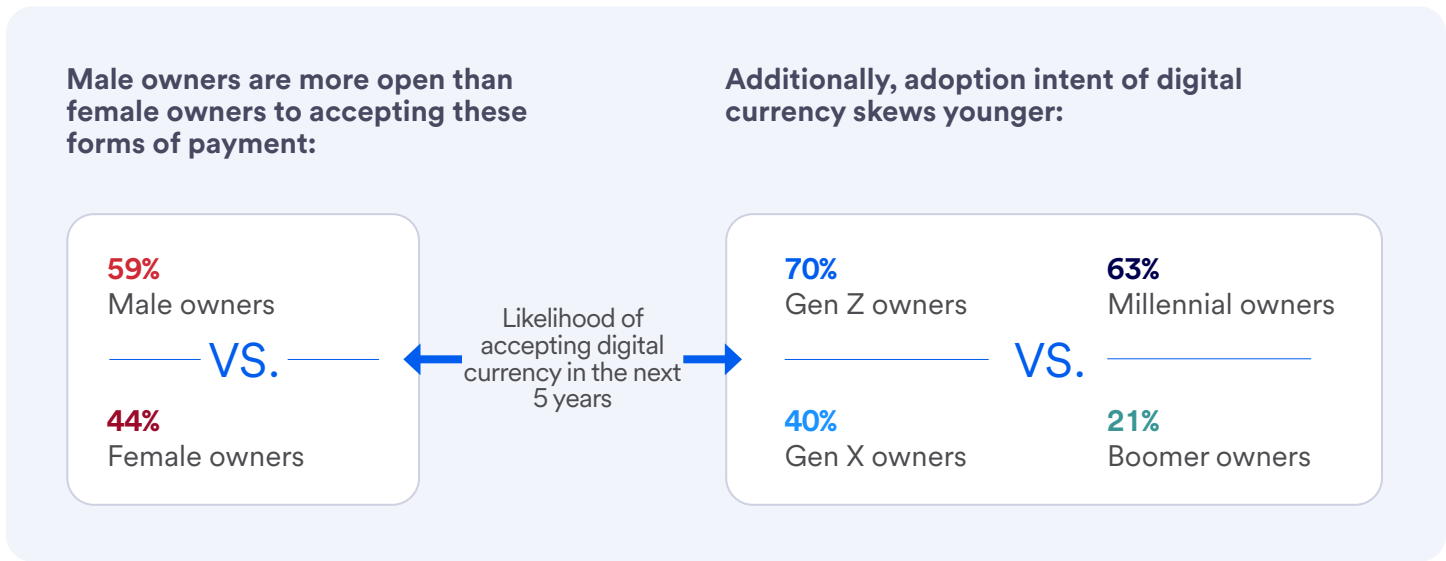 Male owners are more open than
female owners to accepting these
forms of payment:
59%
Male owners
VS.
44%
Female owners
Likelihood of
accepting digital
currency in the next
5 years
Additionally, adoption intent of digital
currency skews younger:
70%
Gen Z owners
63%
Millennial owners
VS.
40%
Gen X owners
21%
Boomer owners